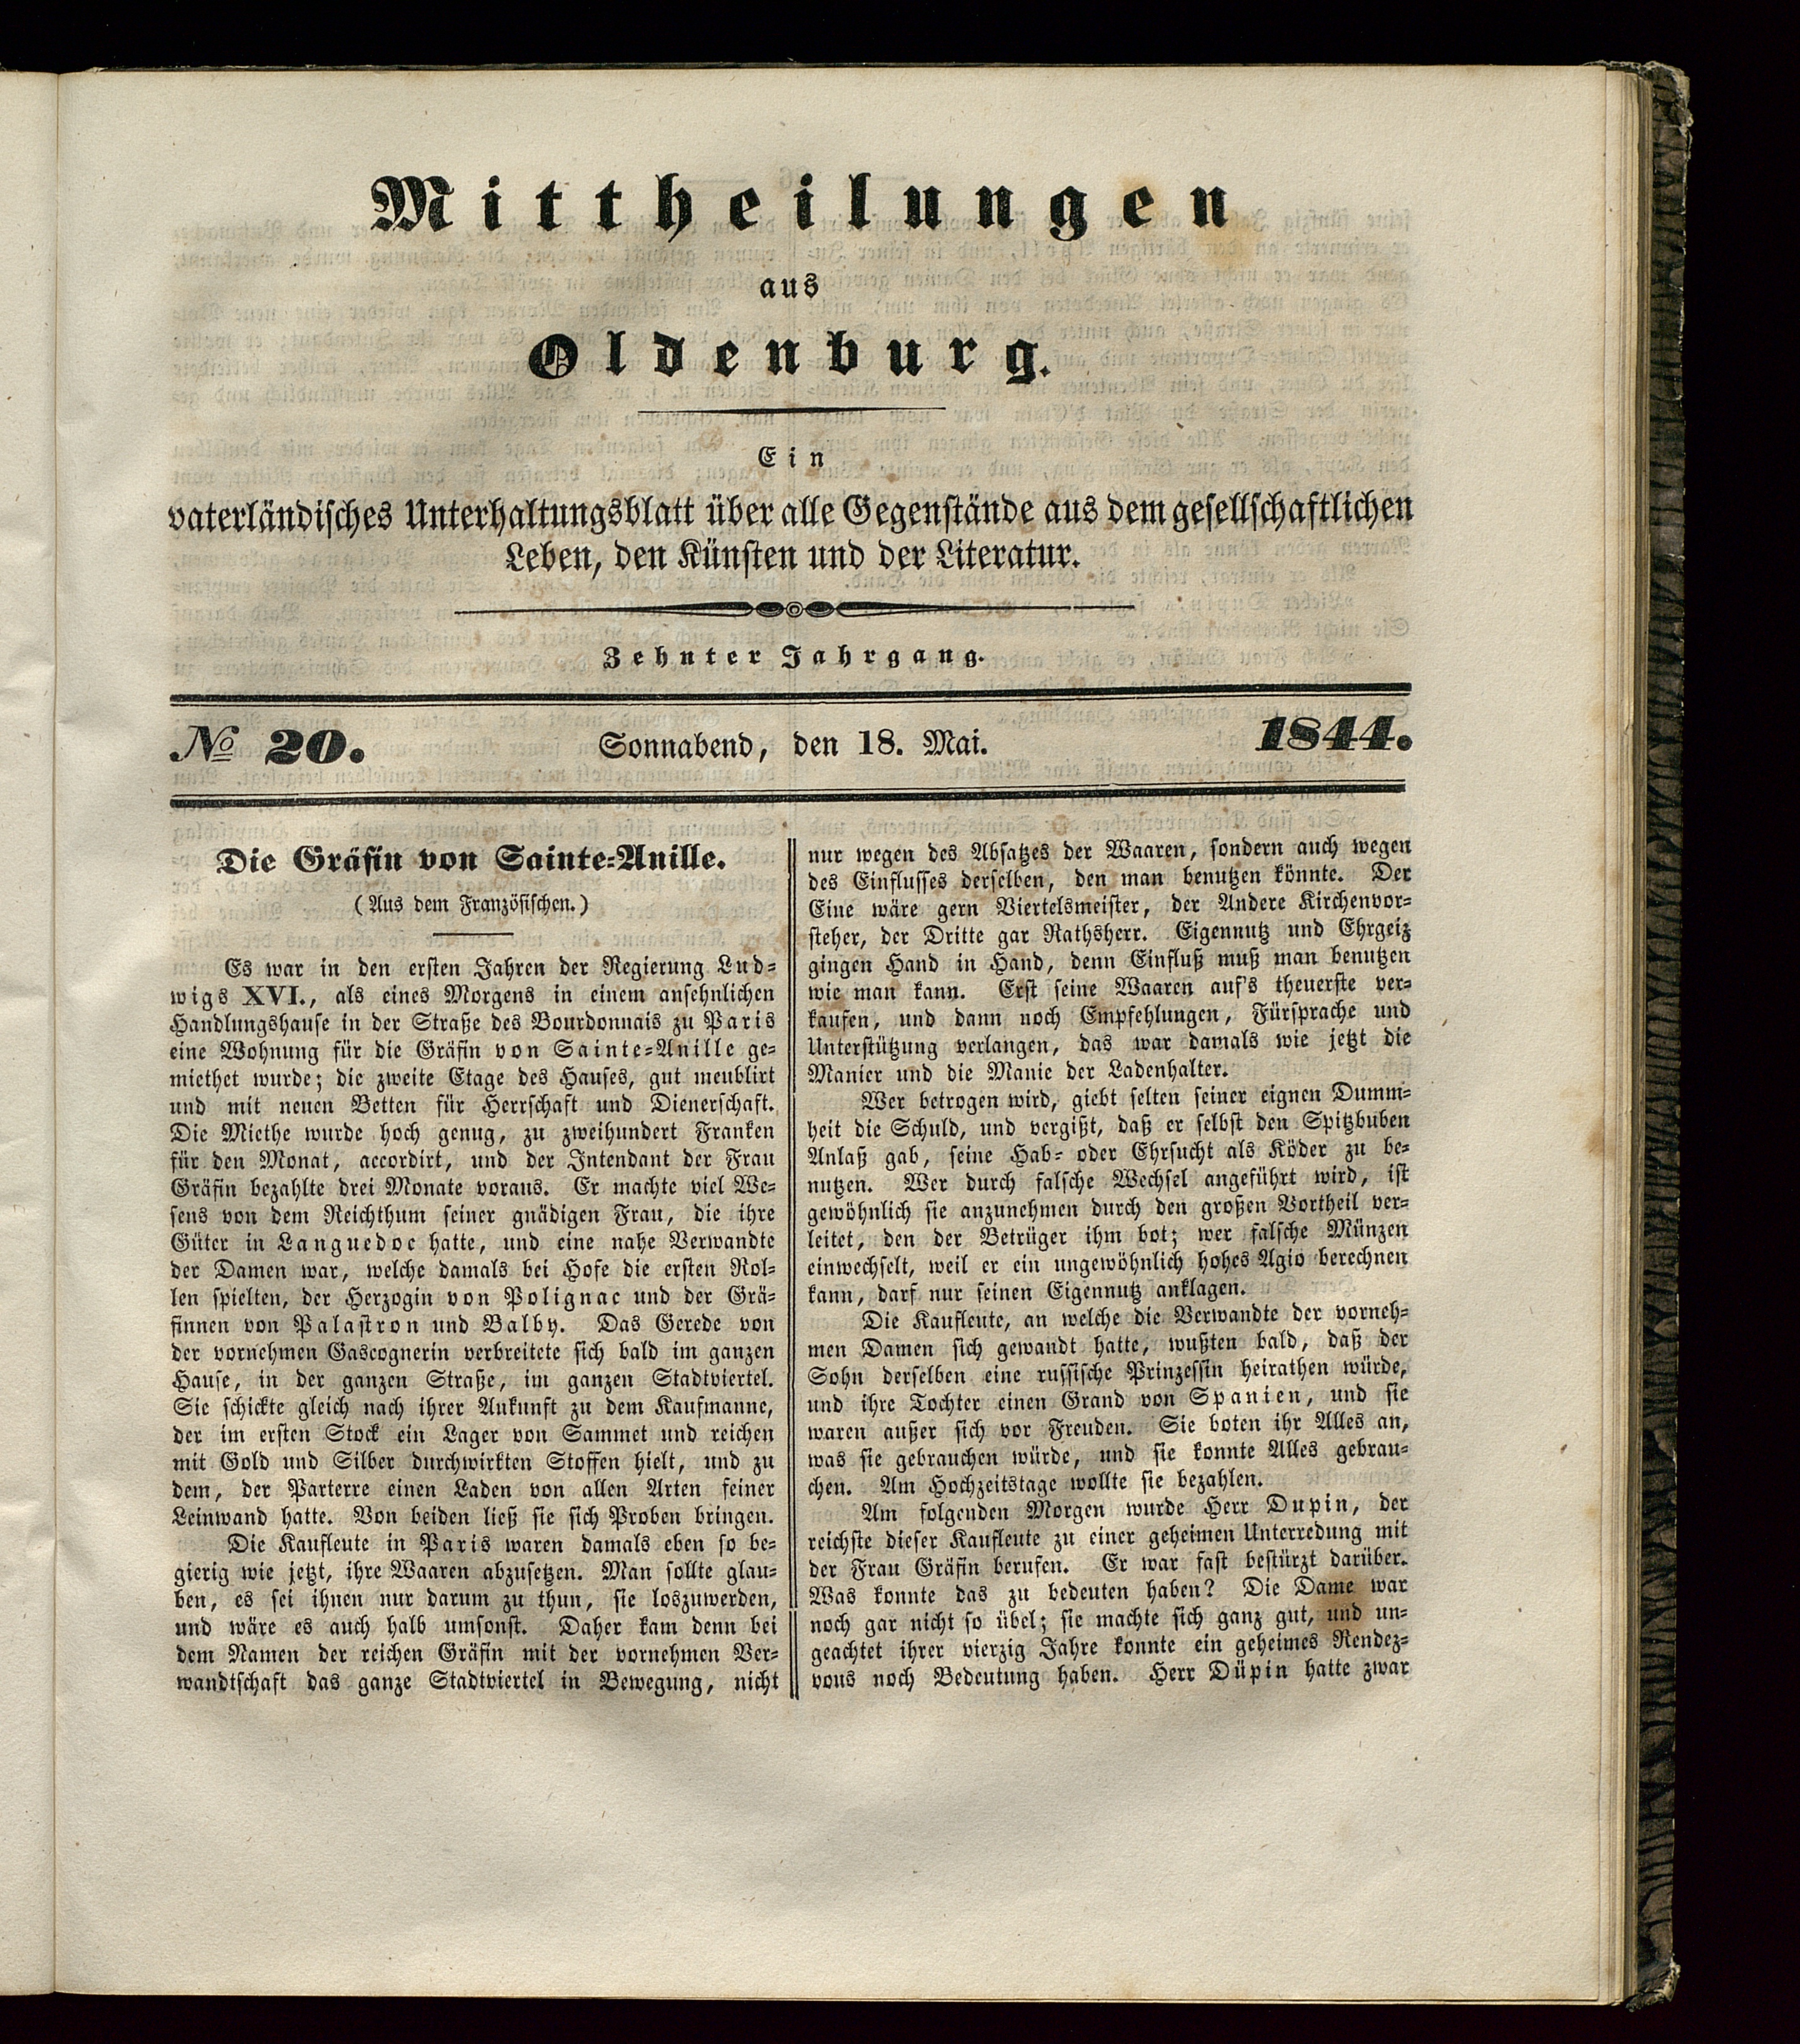 Mittheilungen
aus
Oldenburg.
Ein
vaterländisches Unterhaltungsblatt über alle Gegenstände aus dem gesellschaftlichen
Leben, den Künsten und der Literatur.
Zehnter Jahrgang.
No 20. Sonnabend, den 18. Mai. 1844.
Die Gräfin von Sainte-Anille.
(Aus dem Französischen.)
Es war in den ersten Jahren der Regierung Lud-
wigs XVI., als eines Morgens in einem ansehnlichen
Handlungshause in der Straße des Bourdonnais zu Paris
eine Wohnung für die Gräfin von Sainte-Anille ge-
miethet wurde; die zweite Etage des Hauses, gut meublirt
und mit neuen Betten für Herrschaft und Dienerschaft.
Die Miethe wurde hoch genug, zu zweihundert Franken
für den Monat, accordirt, und der Intendant der Frau
Gräfin bezahlte drei Monate voraus. Er machte viel We-
sens von dem Reichthum seiner gnädigen Frau, die ihre
Güter in Languedoc hatte, und eine nahe Verwandte
der Damen war, welche damals bei Hofe die ersten Rol-
len spielten, der Herzogin von Polignac und der Grä-
finnen von Palastron und Balby. Das Gerede von
der vornehmen Gascognerin verbreitete sich bald im ganzen
Hause, in der ganzen Straße, im ganzen Stadtviertel.
Sie schickte gleich nach ihrer Ankunft zu dem Kaufmanne,
der im ersten Stock ein Lager von Sammet und reichen
mit Gold und Silber durchwirkten Stoffen hielt, und zu
dem, der Parterre einen Laden von allen Arten feiner
Leinwand hatte. Von beiden ließ sie sich Proben bringen.
Die Kaufleute in Paris waren damals eben so be-
gierig wie jetzt, ihre Waaren abzusetzen. Man sollte glau-
ben, es sei ihnen nur darum zu thun, sie loszuwerden,
und wäre es auch halb umsonst. Daher kam denn bei
dem Namen der reichen Gräfin mit der vornehmen Ver-
wandtschaft das ganze Stadtviertel in Bewegung, nicht
nur wegen des Absatzes der Waaren, sondern auch wegen
des Einflusses derselben, den man benutzen könnte. Der
Eine wäre gern Viertelsmeister, der Andere Kirchenvor-
steher, der Dritte gar Rathsherr. Eigennutz und Ehrgeiz
gingen Hand in Hand, denn Einfluß muß man benutzen
wie man kann. Erst seine Waaren auf's theuerste ver-
kaufen, und dann noch Empfehlungen, Fürsprache und
Unterstützung verlangen, das war damals wie jetzt die
Manier und die Manie der Ladenhalter.
Wer betrogen wird, giebt selten seiner eignen Dumm-
heit die Schuld, und vergißt, daß er selbst den Spitzbuben
Anlaß gab, seine Hab- oder Ehrsucht als Köder zu be-
nutzen. Wer durch falsche Wechsel angeführt wird, ist
gewöhnlich sie anzunehmen durch den großen Vortheil ver-
leitet, den der Betrüger ihm bot; wer falsche Münzen
einwechselt, weil er ein ungewöhnlich hohes Agio berechnen
kann, darf nur seinen Eigennutz anklagen.
Die Kaufleute, an welche die Verwandte der vorneh-
men Damen sich gewandt hatte, wußten bald, daß der
Sohn derselben eine russische Prinzessin heirathen würde,
und ihre Tochter einen Grand von Spanien, und sie
waren außer sich vor Freuden. Sie boten ihr Alles an,
was sie gebrauchen würde, und sie konnte Alles gebrau-
chen. Am Hochzeitstage wollte sie bezahlen.
Am folgenden Morgen wurde Herr Dupin, der
reichste dieser Kaufleute zu einer geheimen Unterredung mit
der Frau Gräfin berufen. Er war fast bestürzt darüber.
Was konnte das zu bedeuten haben? Die Dame war
noch gar nicht so übel; sie machte sich ganz gut, und un-
geachtet ihrer vierzig Jahre konnte ein geheimes Rendez-
vous noch Bedeutung haben. Herr Düpin hatte zwar